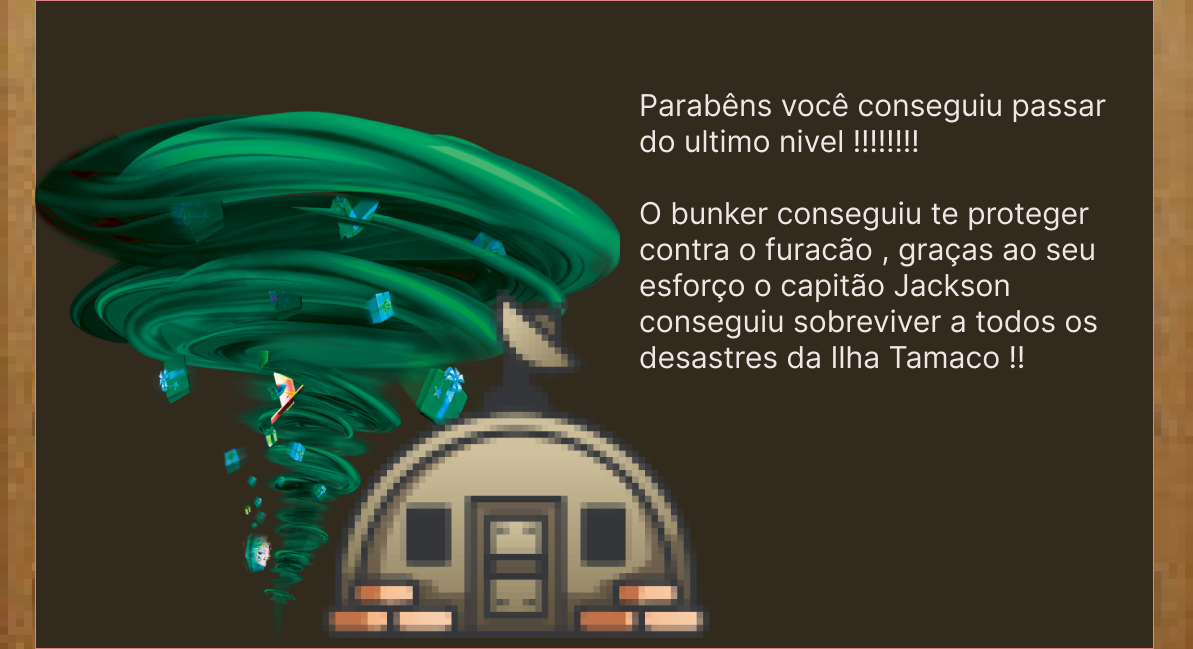 Parabêns você conseguiu passar
do ultimo nivel !!!!!!!!
O bunker conseguiu te proteger
contra o furacão , graças ao seu
esforço o capitão Jackson
conseguiu sobreviver a todos os
desastres da Ilha Tamaco !!